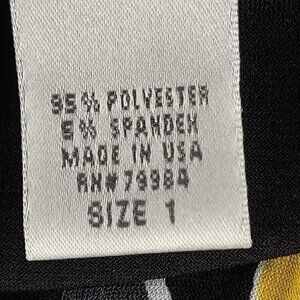 95% POLYESTER
5% SPANDEX
MADE IN USA
RN#79984
SIZE 1